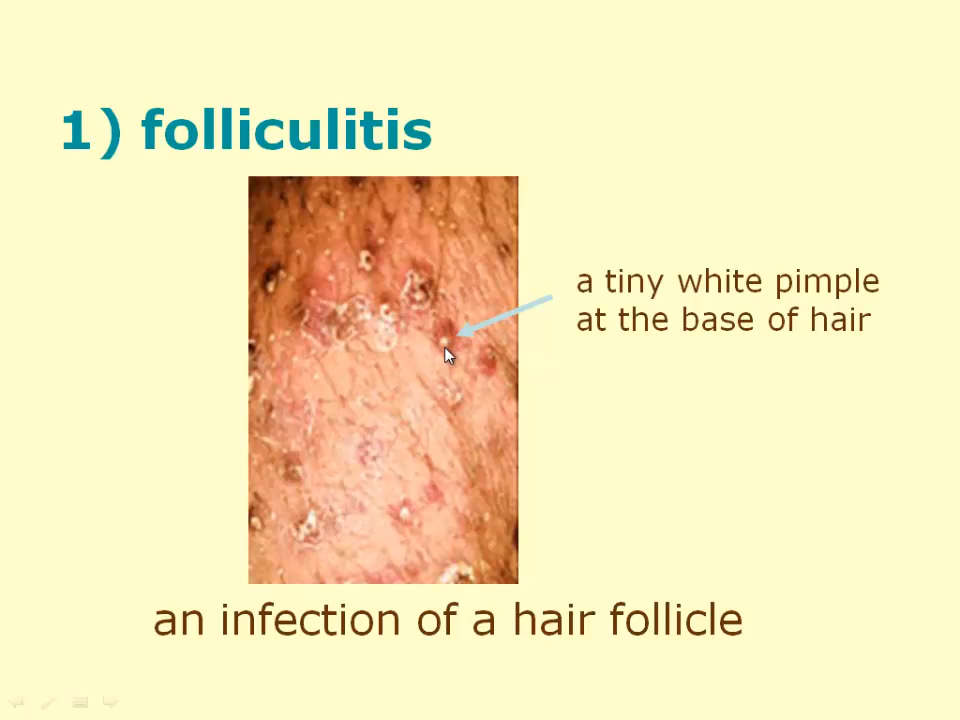 1) folliculitis
a tiny white pimple
at the base of hair
an infection of a hair follicle